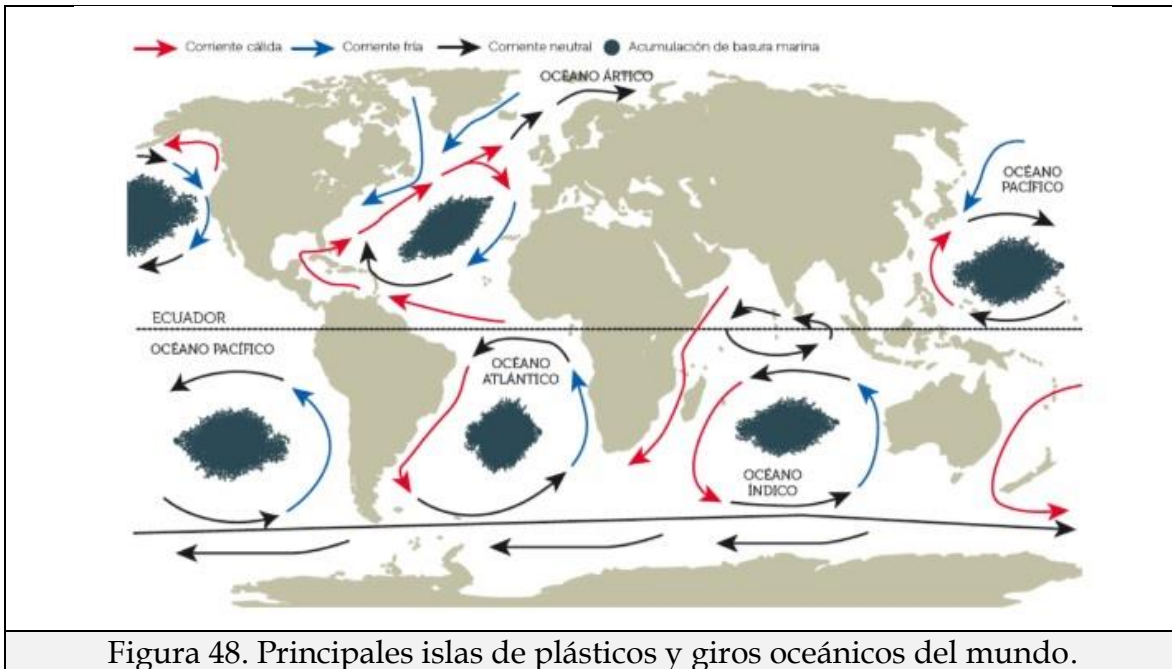 Corriente cálida Corriente fría Corriente neutral Acumulación de basura marina
OCÉANO ÁRTICO
OCÉANO
PACÍFICO
ECUADOR
OCÉANO PACÍFICO
OCÉANO
ATLÁNTICO
OCÉANO
ÍNDICO
Figura 48. Principales islas de plásticos y giros oceánicos del mundo.